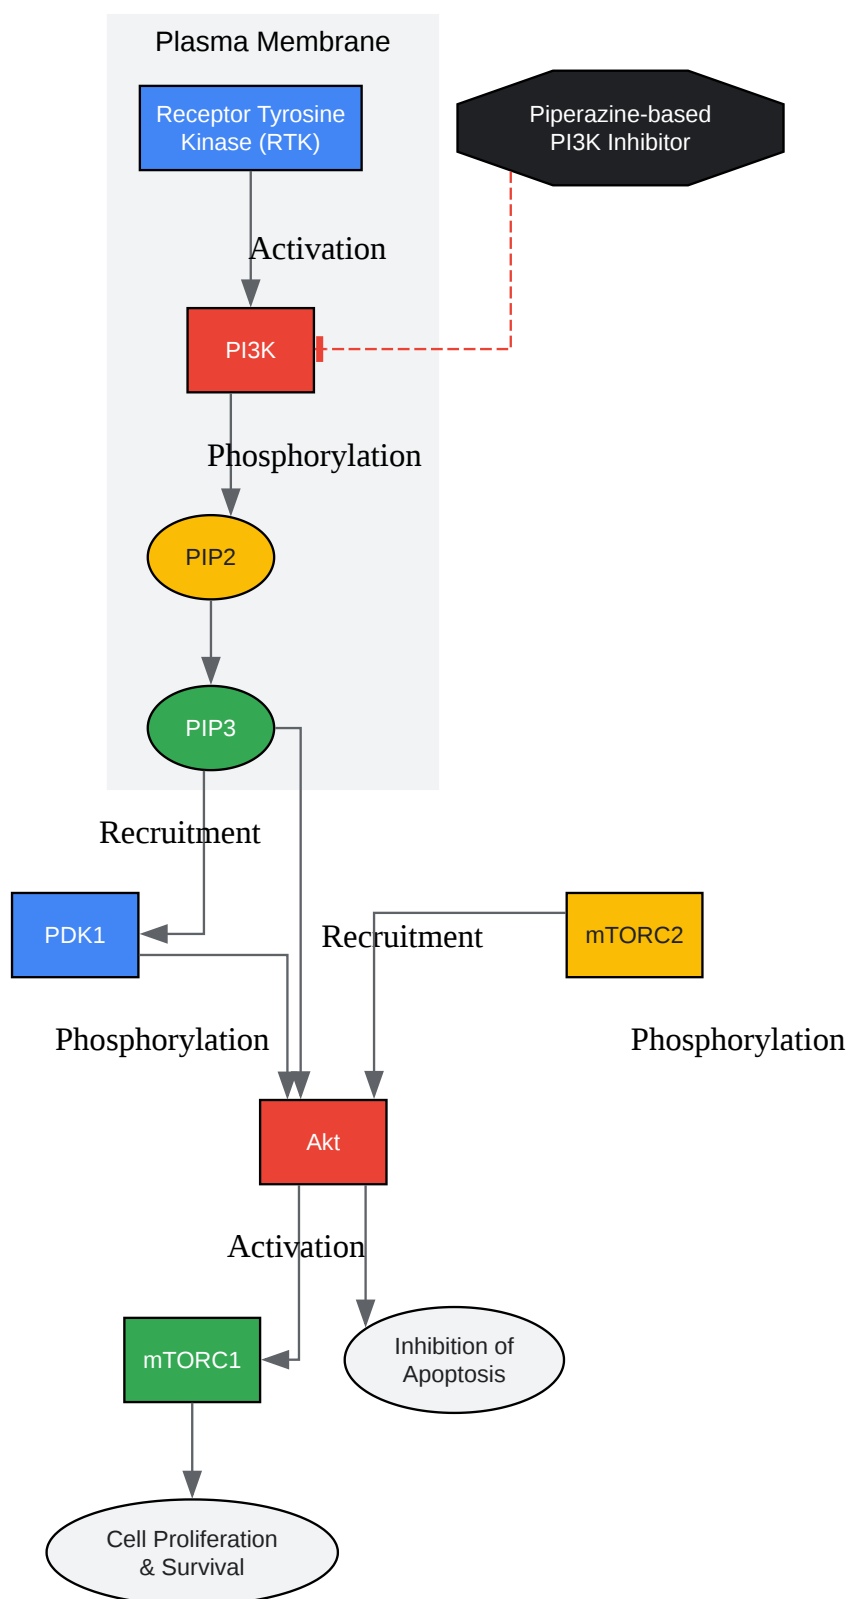 Plasma Membrane
Receptor Tyrosine
Kinase (RTK)
Piperazine-based
PI3K Inhibitor
Activation
PI3K
Phosphorylation
PIP2
PIP3
Recruitment
PDK1
Recruitment
mTORC2
Phosphorylation
Phosphorylation
Akt
Activation
Inhibition of
Apoptosis
mTORC1
Cell Proliferation
& Survival